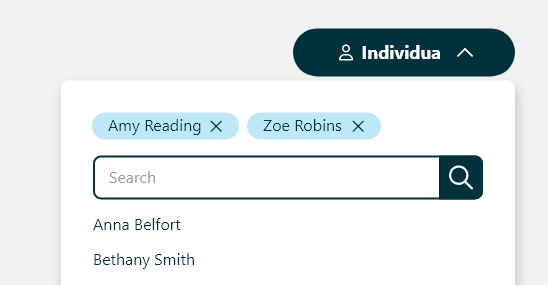 Individua
Amy Reading Zoe Robins
Search
Anna Belfort
Bethany Smith